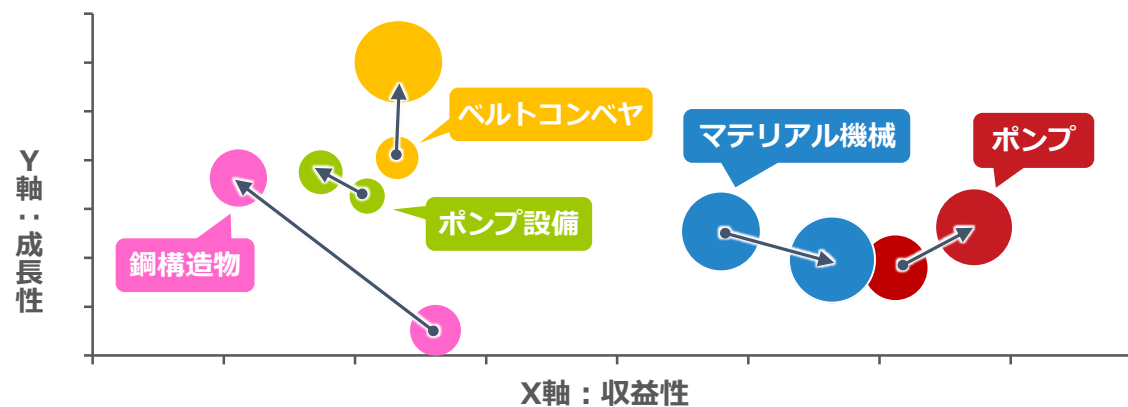 ベルトコンベヤ
マテリアル機械
ポンプ
ポンプ設備
鋼構造物
Y軸：成長性
X軸：収益性